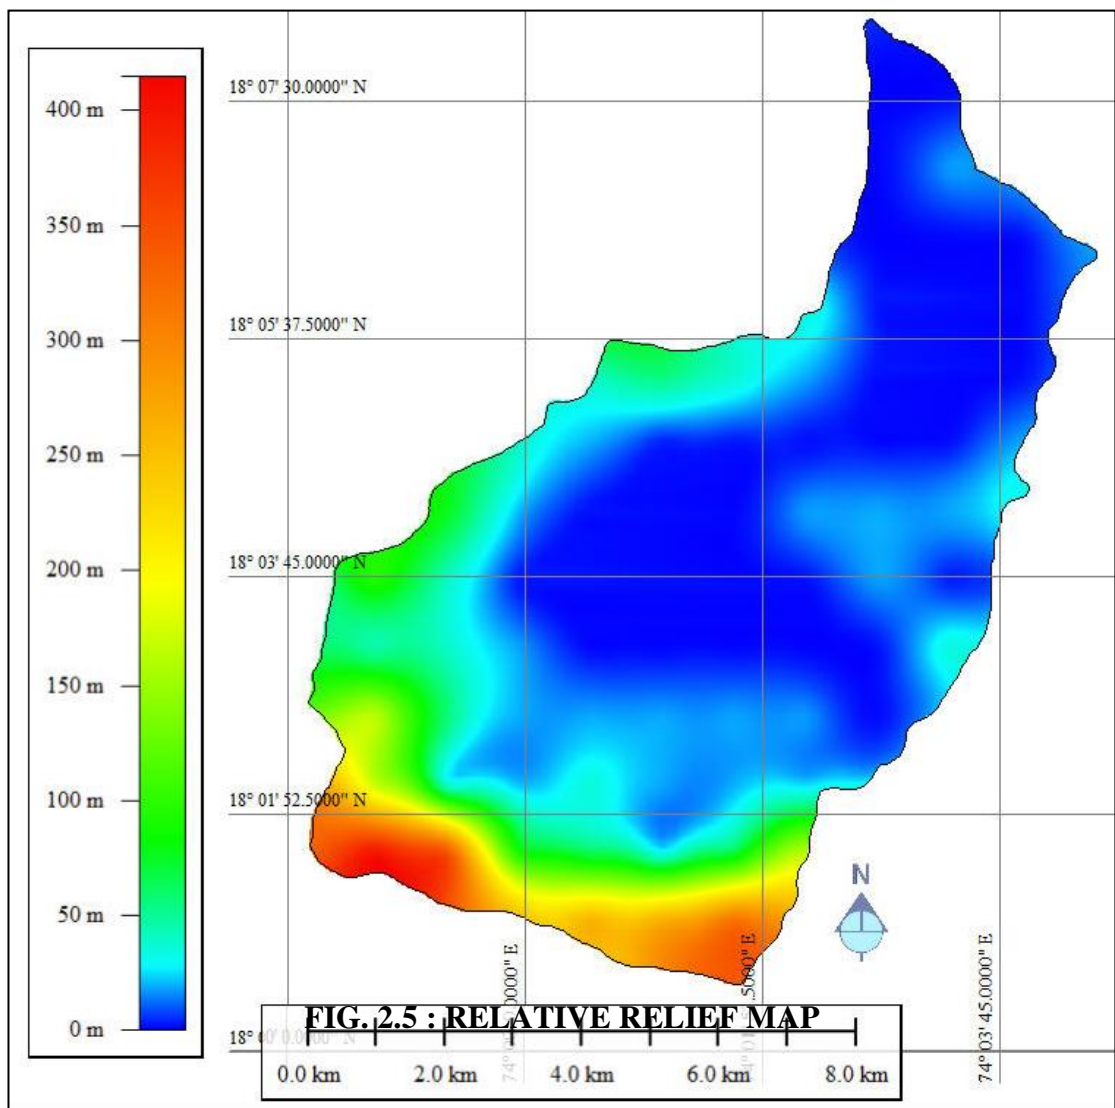 400 m
350 m
300 m
250 m
200 m
150 m
100 m
50 m
0 m
18° 07' 30.0000" N
18° 05' 37.5000" N
18° 03' 45.0000" N
18° 01' 52.5000" N
N
74° 03' 45.0000" E
FIG. 2.5 : RELATIVE RELIEF MAP
0.0 km 2.0 km 4.0 km 6.0 km 8.0 km